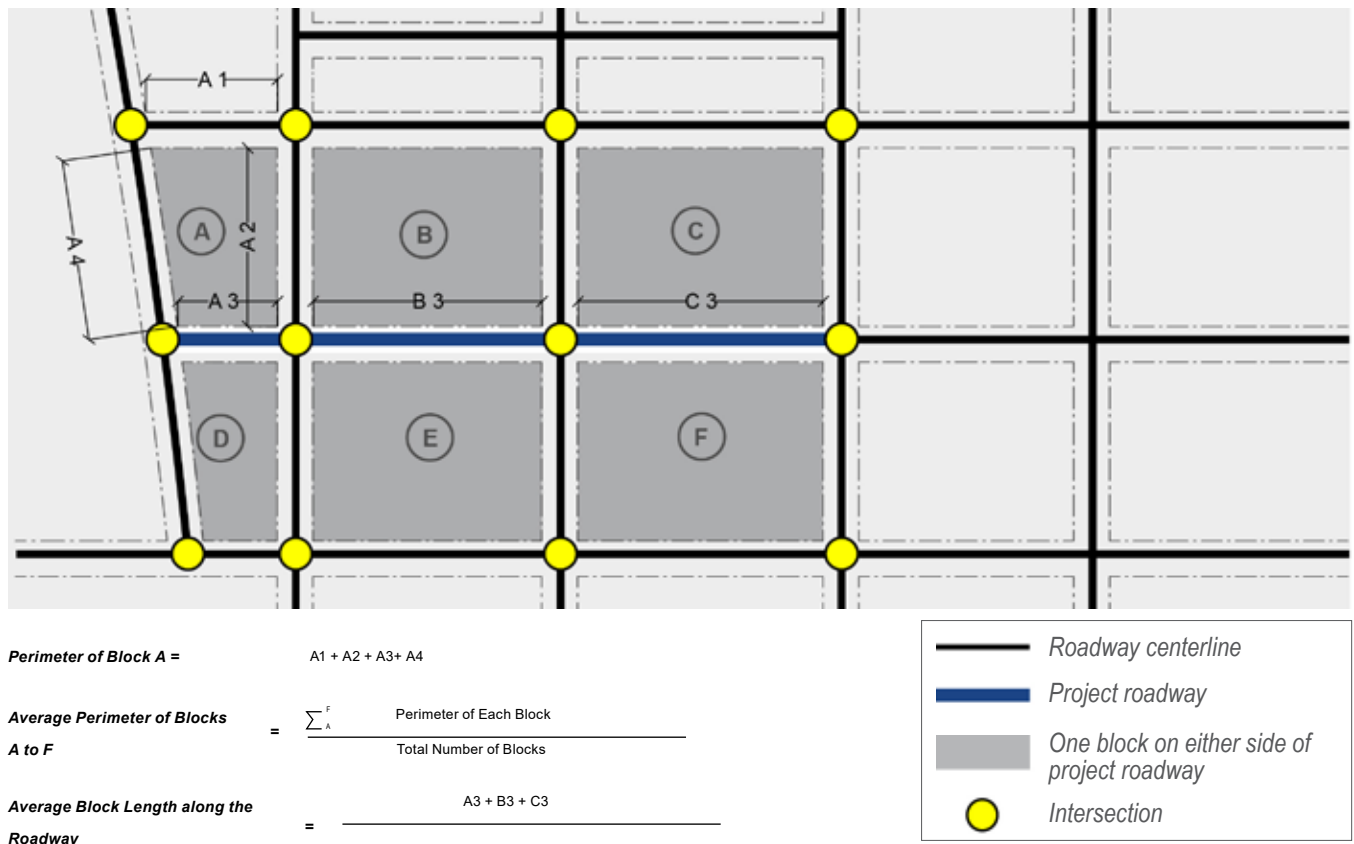 A 1
A 4
A
A 2
A 3
B
B 3
C
C 3
D
E
F
Perimeter of Block A =
A1 + A2 + A3+ A4
Average Perimeter of Blocks
A to F
=
∑ F A
Perimeter of Each Block
Total Number of Blocks
Average Block Length along the
Roadway
=
A3 + B3 + C3
Roadway centerline
Project roadway
One block on either side of
project roadway
Intersection